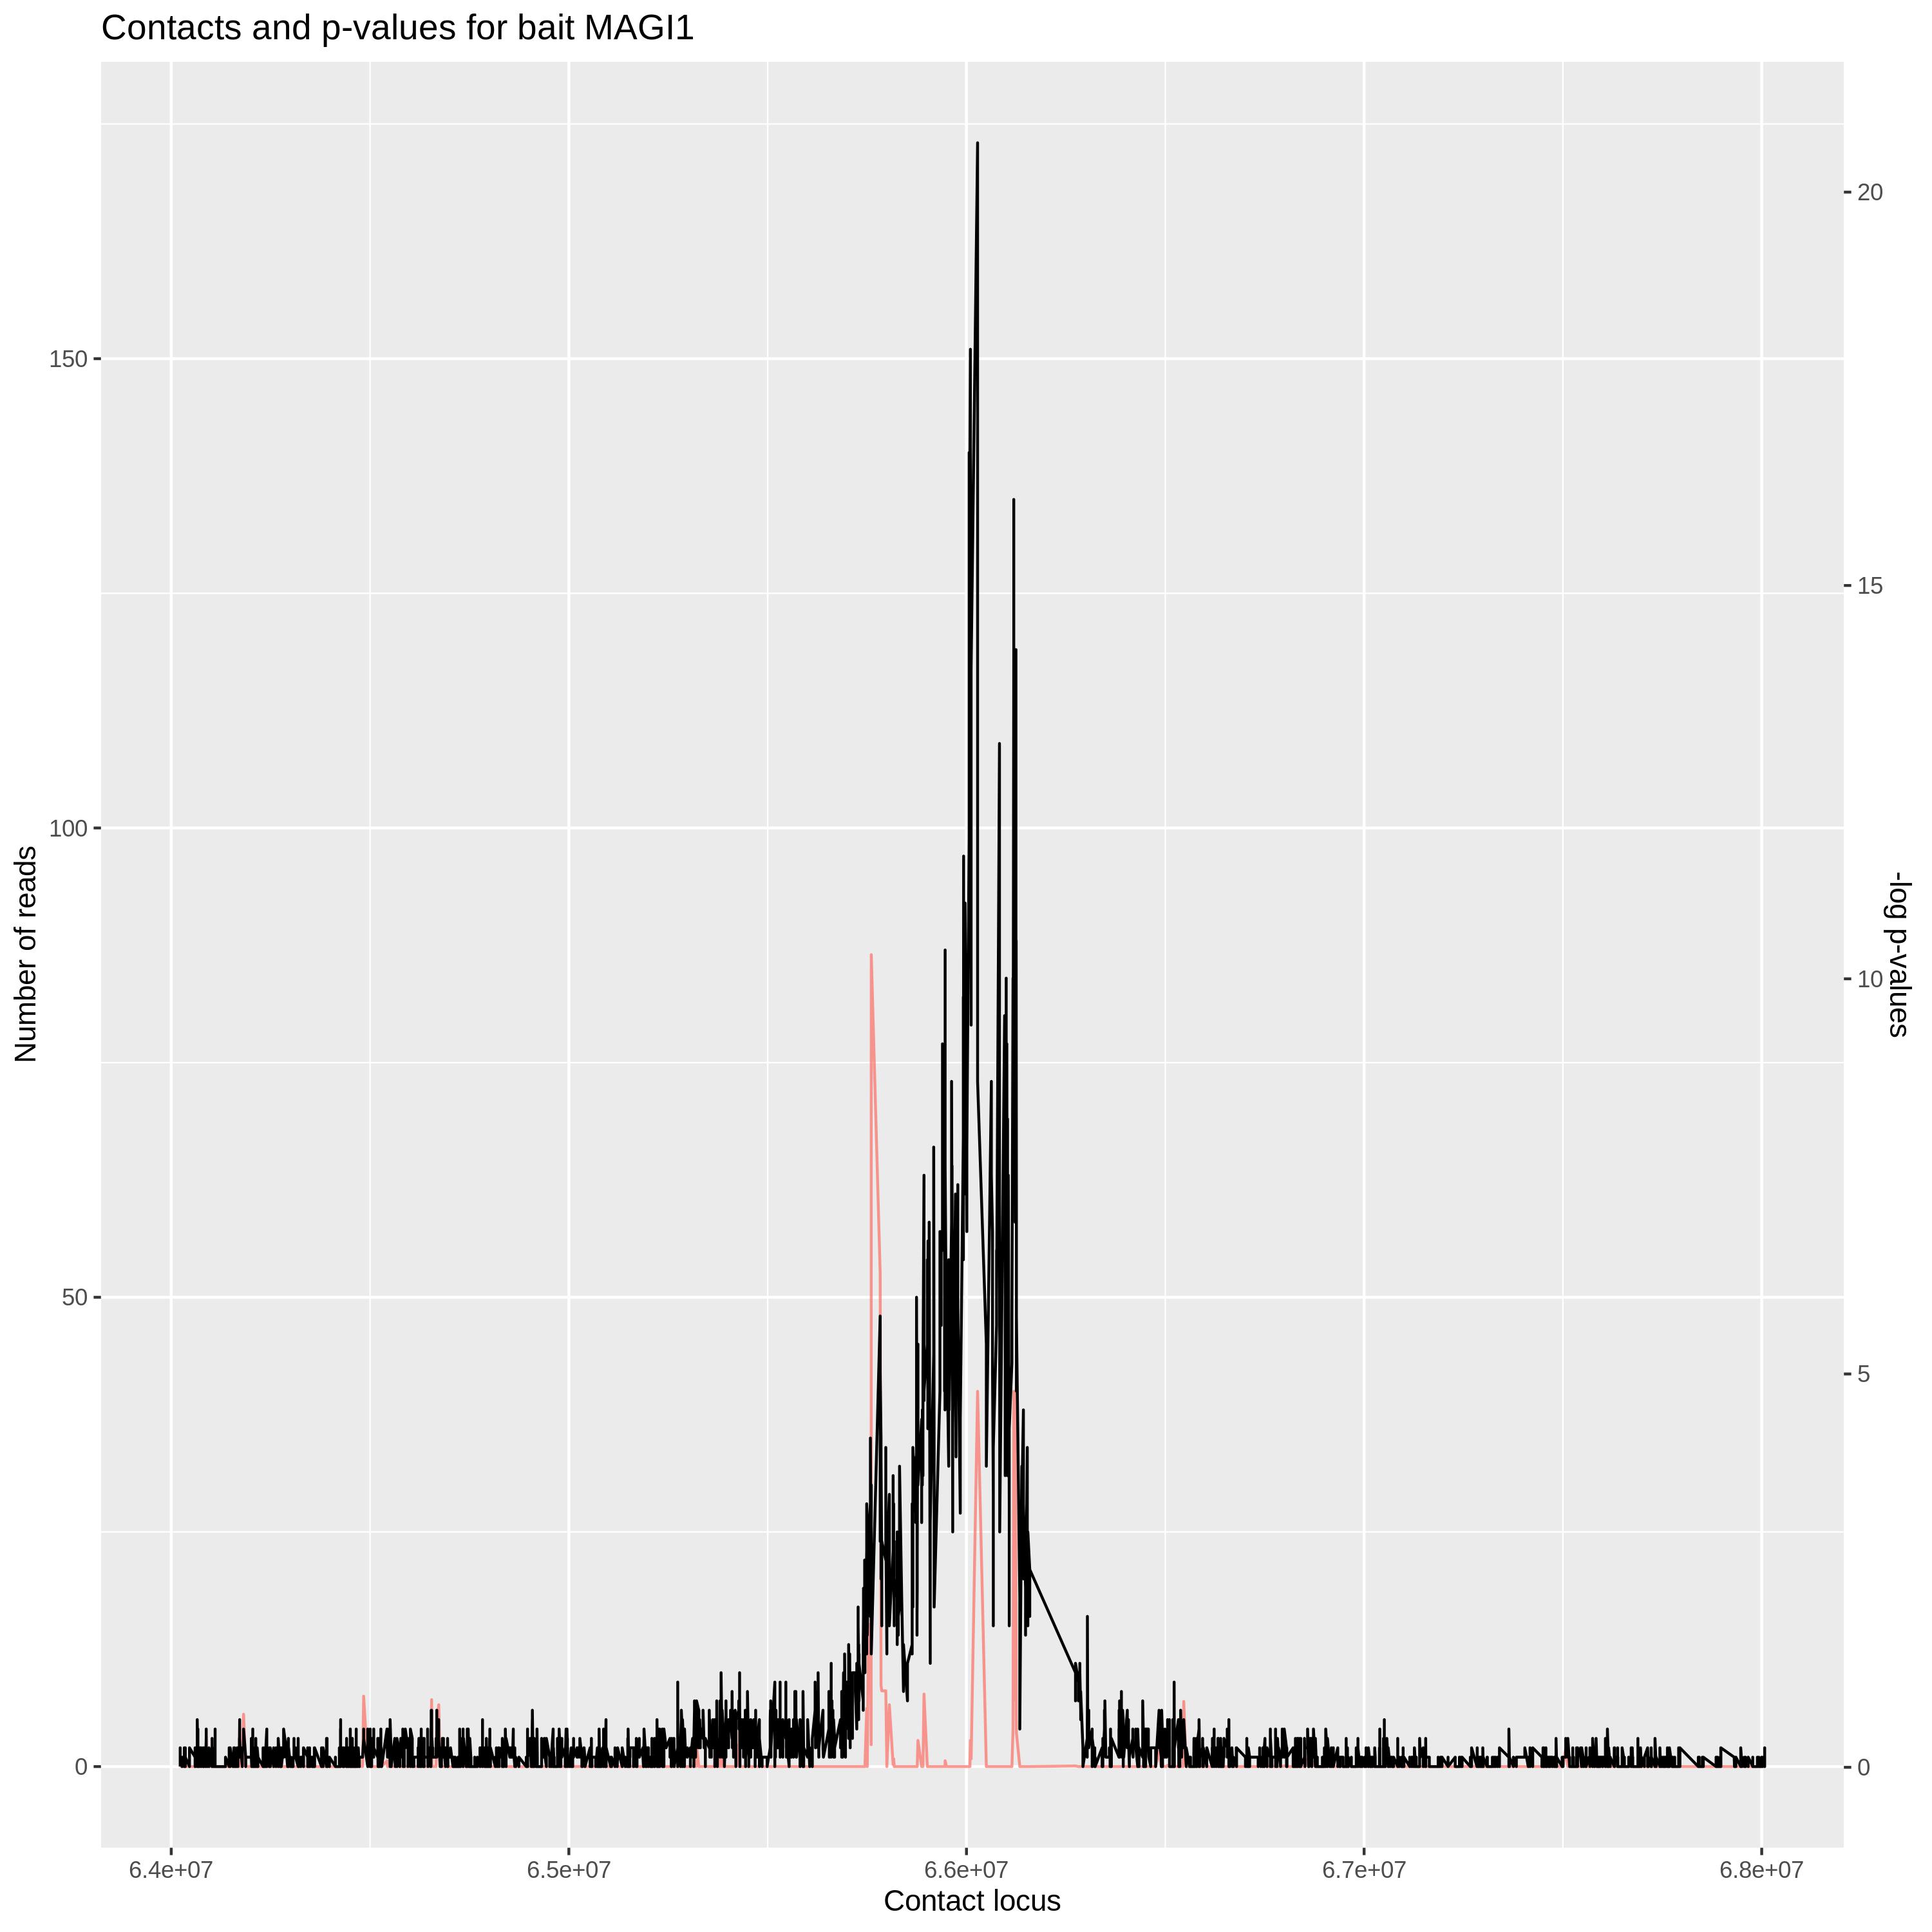 Contacts and p-values for bait MAGI1
20
150
15
100
Number of reads
-log p-values
10
50
5
0
0
6.4e+07
6.5e+07
6.6e+07
6.7e+07
6.8e+07
Contact locus